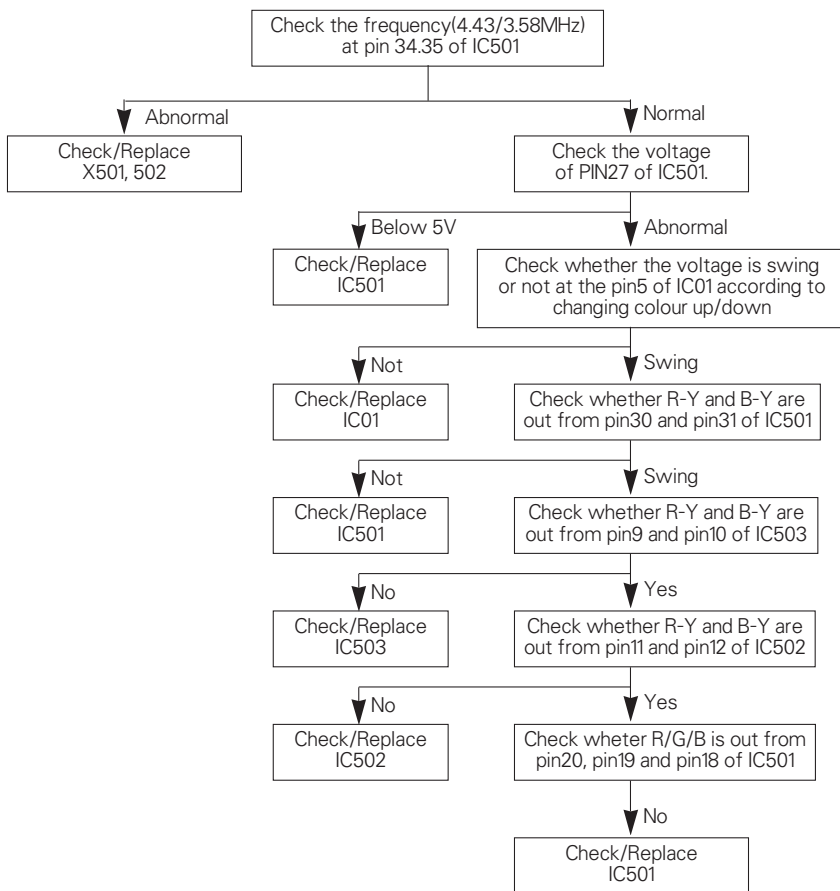 Check the frequency(4.43/3.58MHz)
at pin 34.35 of IC501
Abnormal
Normal
Check/Replace
X501, 502
Check the voltage
of PIN27 of IC501.
Below 5V
Abnormal
Check/Replace
IC501
Check whether the voltage is swing
or not at the pin5 of IC01 according to
changing colour up/down
Not
Swing
Check/Replace
IC01
Check whether R-Y and B-Y are
out from pin30 and pin31 of IC501
Not
Swing
Check/Replace
IC501
Check whether R-Y and B-Y are
out from pin9 and pin10 of IC503
No
Yes
Check/Replace
IC503
Check whether R-Y and B-Y are
out from pin11 and pin12 of IC502
No
Yes
Check/Replace
IC502
Check wheter R/G/B is out from
pin20, pin19 and pin18 of IC501
No
Check/Replace
IC501